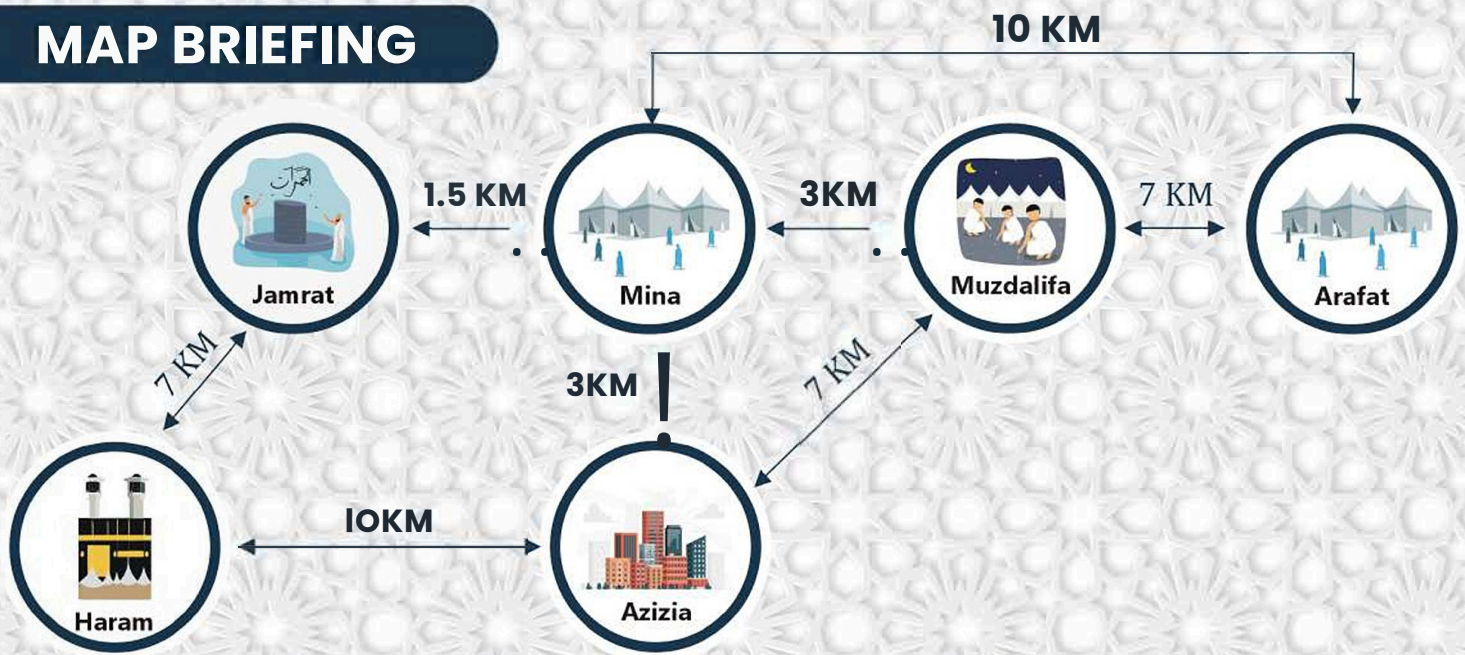 MAP BRIEFING
10 KM
1.5 KM
3KM
7 KM
الجمرات
Jamrat
Mina
Muzdalifa
Arafat
7 KM
3KM
7 KM
IOKM
Haram
Azizia